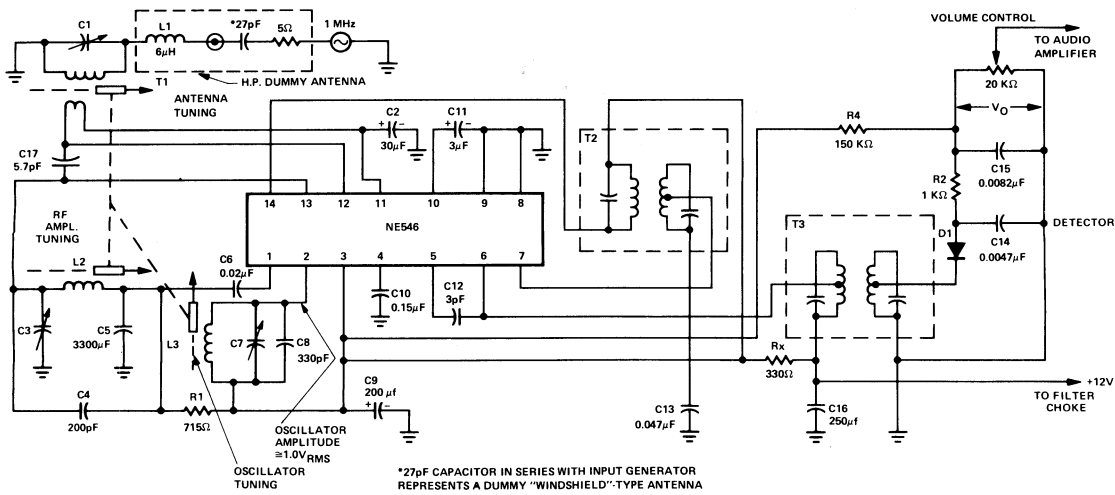 C1
L1
6μH
*27pF
5Ω
1 MHz
H.P. DUMMY ANTENNA
T1
ANTENNA
TUNING
VOLUME CONTROL
TO AUDIO
AMPLIFIER
20 KΩ
VO
R4
150 KΩ
C15
0.0082μF
R2
1 KΩ
D1
C14
0.0047μF
DETECTOR
C17
5.7pF
+ C2 -
30μF
C11
+ -
3μF
T2
14 13 12 11 10 9 8
NE546
1 2 3 4 5 6 7
RF
AMPL.
TUNING
L2
C6
0.02μF
C10
0.15μF
C12
3pF
T3
C3
C5
3300μF
L3
C7
C8
330pF
C4
200pF
R1
715Ω
C9
200 μf
+ -
OSCILLATOR
AMPLITUDE
≅1.0VRMS
OSCILLATOR
TUNING
Rx
330Ω
C13
0.047μF
C16
250μf
+12V
TO FILTER
CHOKE
*27pF CAPACITOR IN SERIES WITH INPUT GENERATOR
REPRESENTS A DUMMY "WINDSHIELD"-TYPE ANTENNA